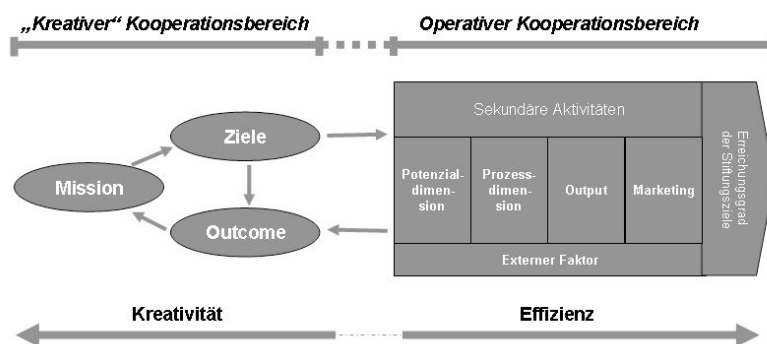 „Kreativer“ Kooperationsbereich
Operativer Kooperationsbereich
Ziele
Mission
Outcome
Sekundäre Aktivitäten
Potenzial-
dimen-
sion
Prozess-
dimen-
sion
Output
Marketing
Externer Faktor
Erreichungsgrad
der Stiftungsziele
Kreativität
Effizienz